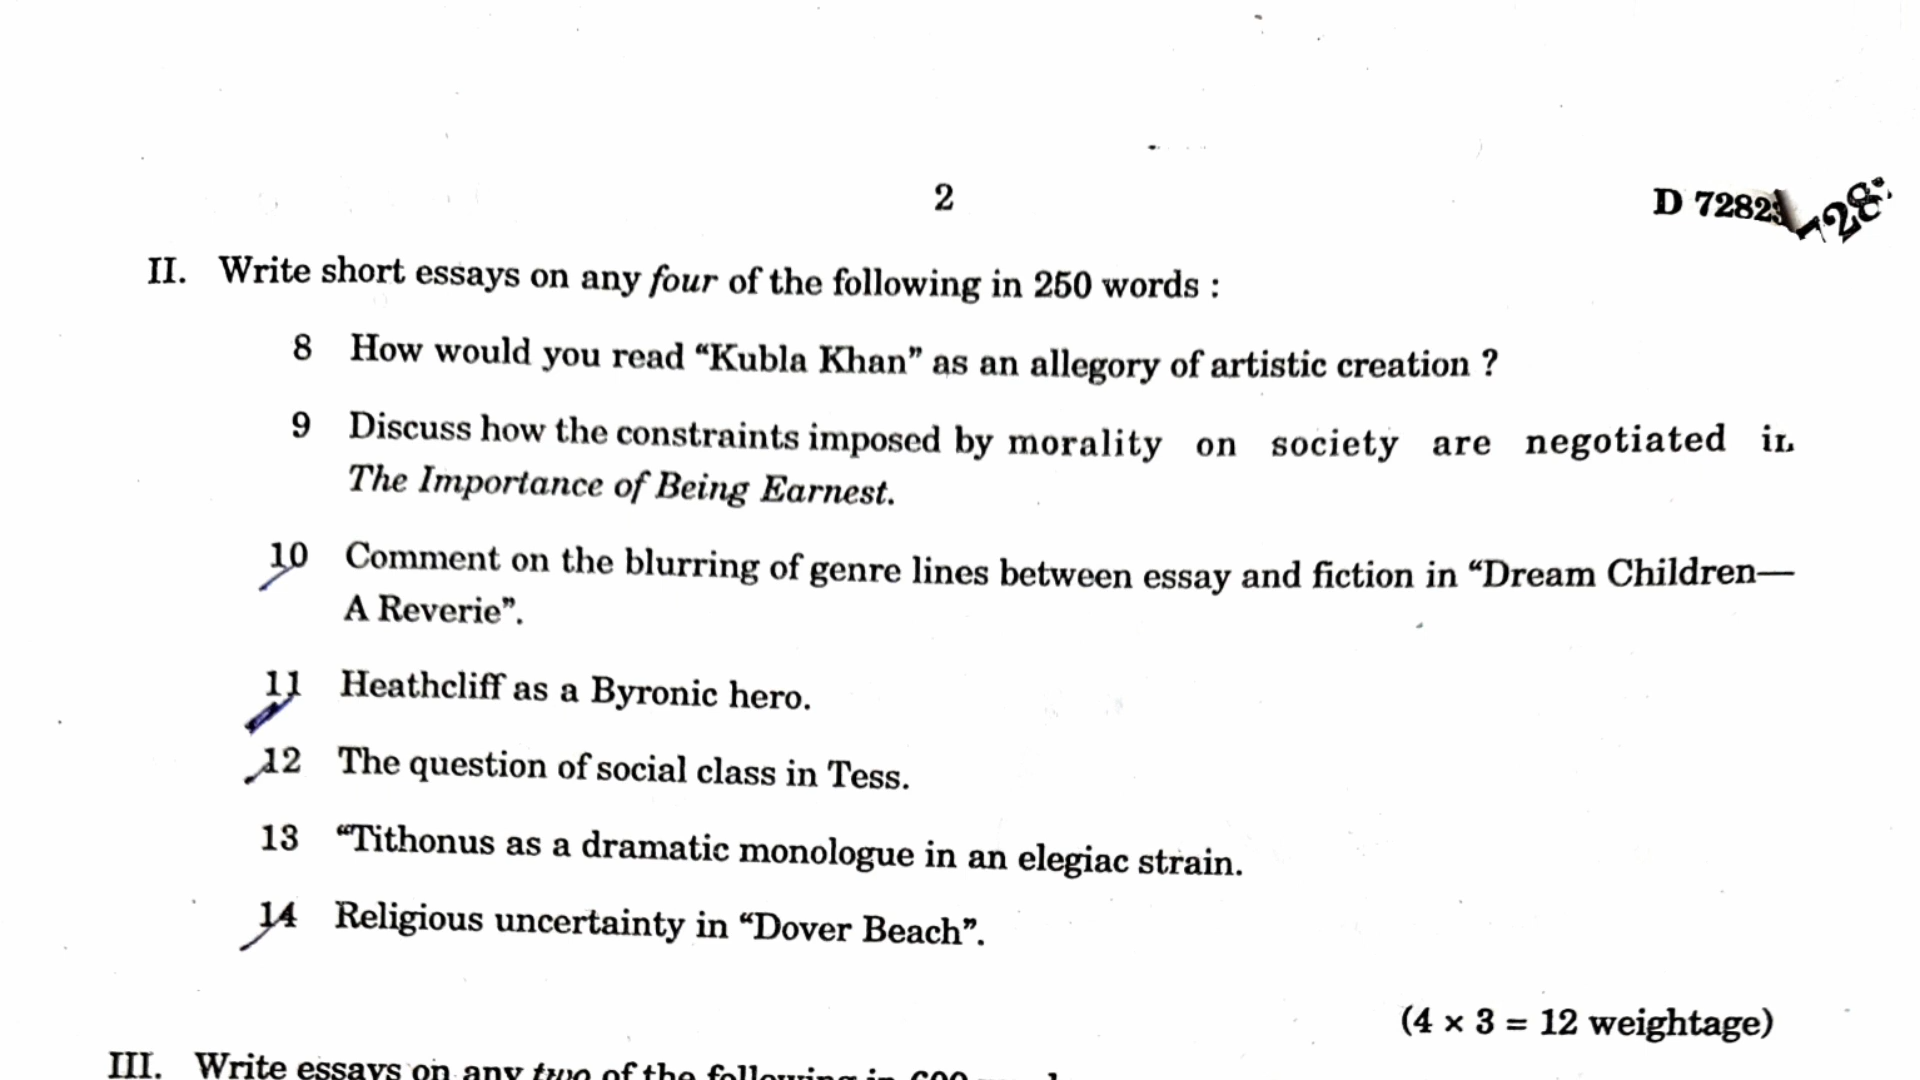 2
D 7282
728
II. Write short essays on any four of the following in 250 words :
8 How would you read “Kubla Khan” as an allegory of artistic creation ?
9 Discuss how the constraints imposed by morality on society are negotiated in
The Importance of Being Earnest.
10 Comment on the blurring of genre lines between essay and fiction in “Dream Children—
A Reverie”.
11 Heathcliff as a Byronic hero.
12 The question of social class in Tess.
13 “Tithonus as a dramatic monologue in an elegiac strain.
14 Religious uncertainty in “Dover Beach”.
(4 × 3 = 12 weightage)
III. Write essays on any two of the following in